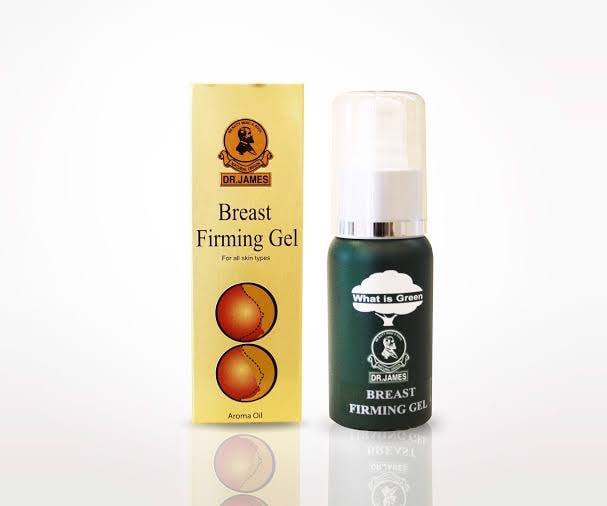 DR.JAMES
Breast
Firming Gel
For all skin types
Aroma Oil
What is Green
DR.JAMES
BREAST
FIRMING GEL